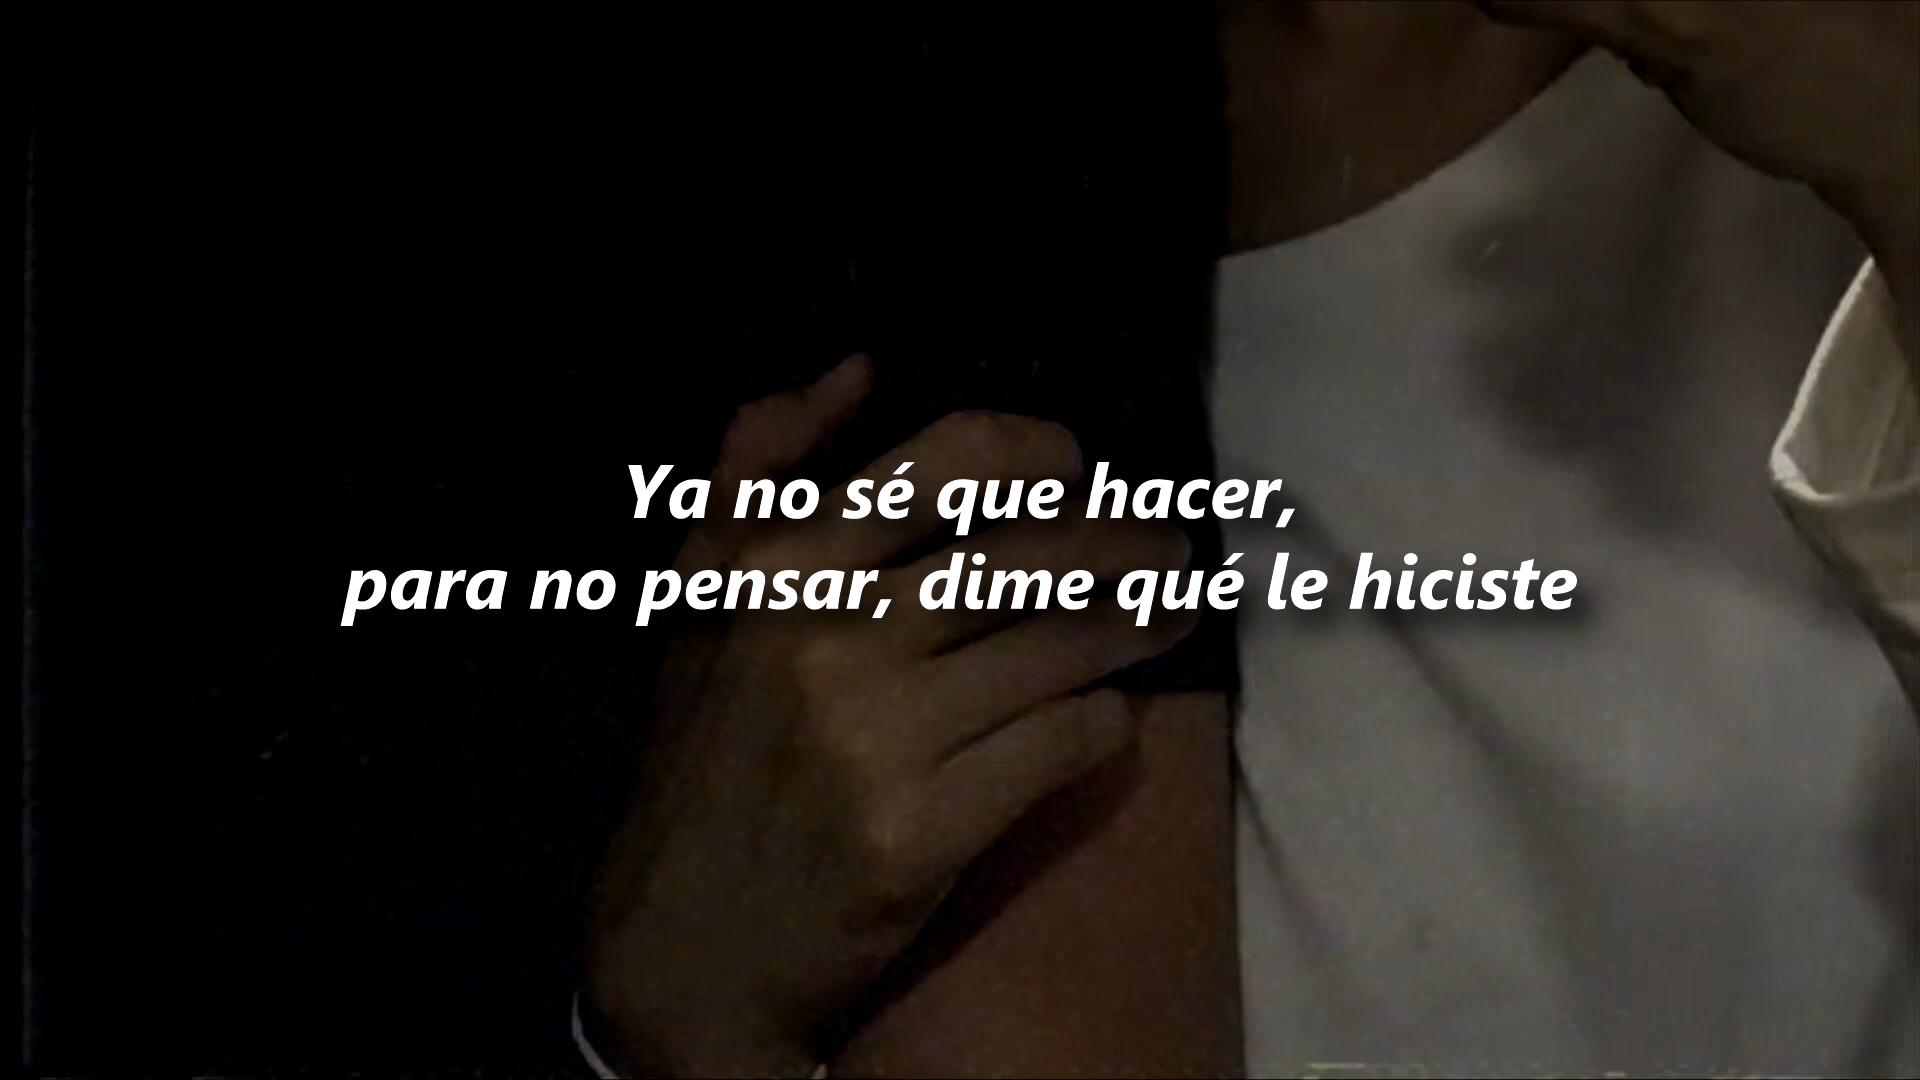 Ya no sé que hacer,
para no pensar, dime qué le hiciste